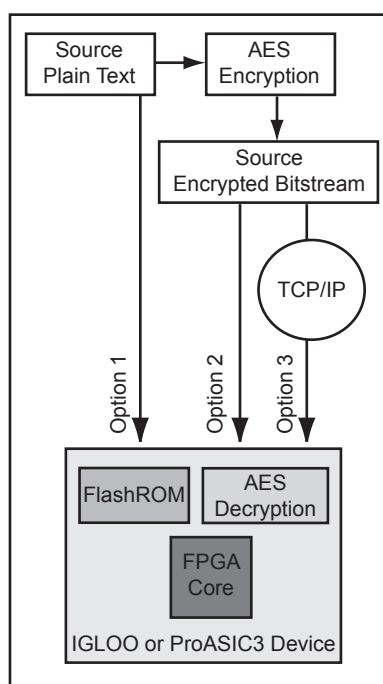 Source
Plain Text
AES
Encryption
Source
Encrypted Bitstream
TCP/IP
Option 1
Option 2
Option 3
FlashROM
AES
Decryption
FPGA
Core
IGLOO or ProASIC3 Device